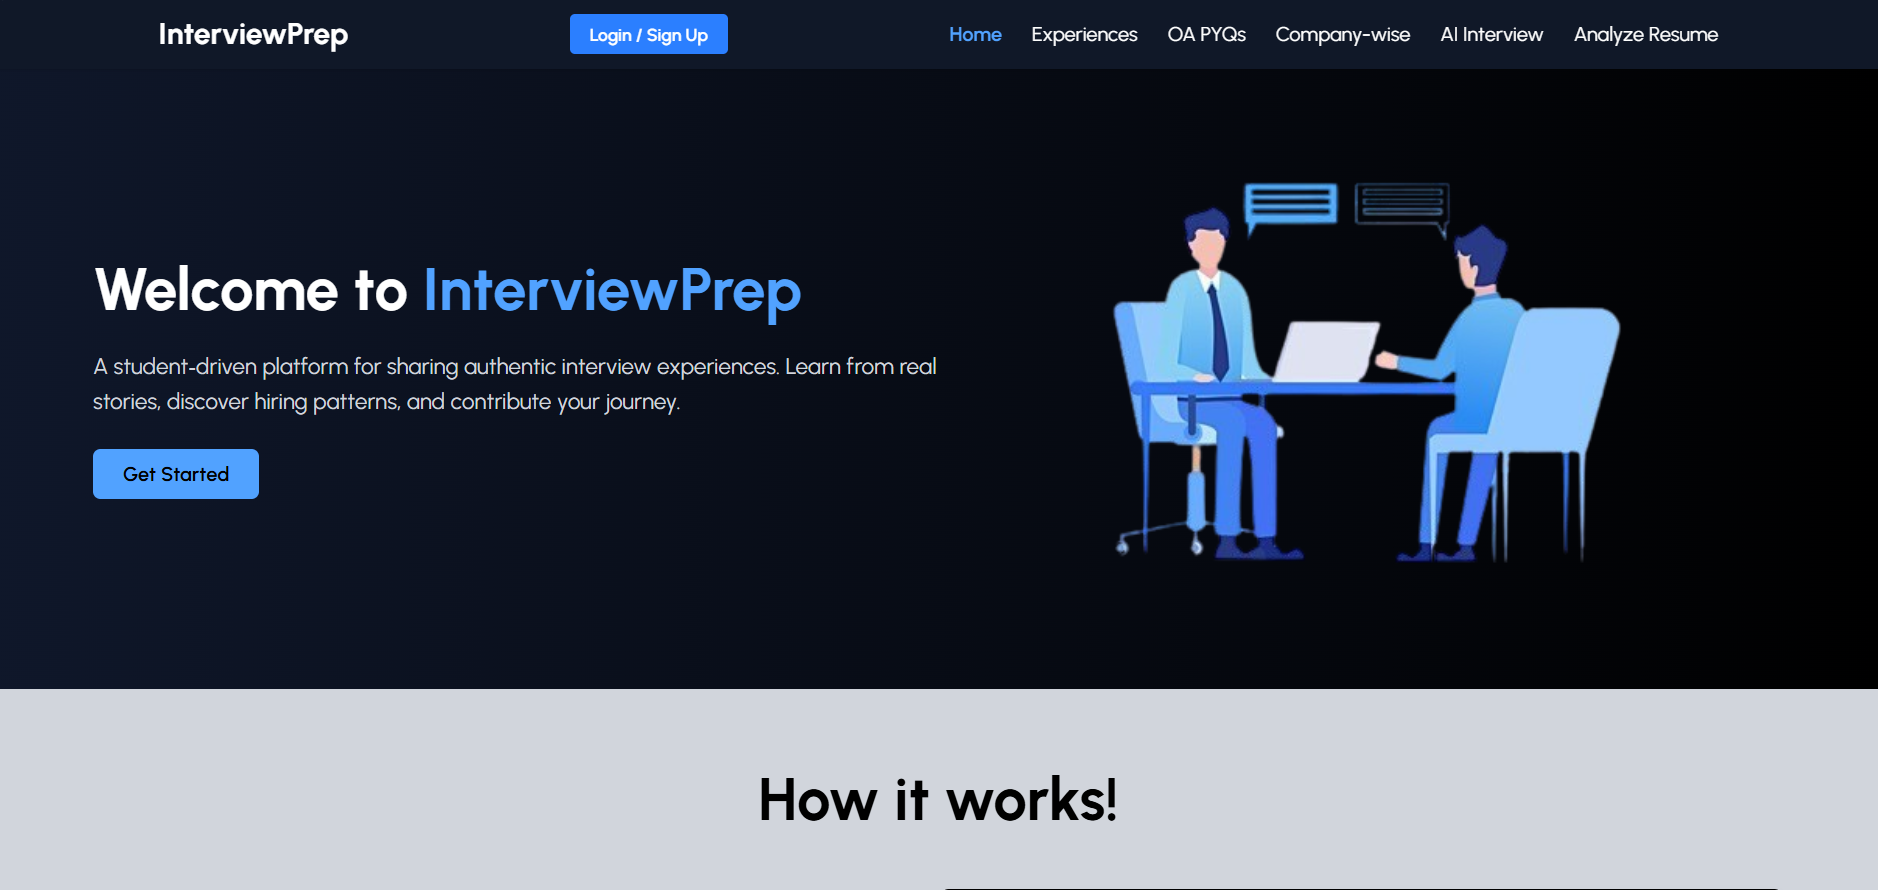 InterviewPrep
Login / Sign Up
Home
Experiences
OA PYQs
Company-wise
AI Interview
Analyze Resume
Welcome to InterviewPrep
A student-driven platform for sharing authentic interview experiences. Learn from real
stories, discover hiring patterns, and contribute your journey.
Get Started
How it works!